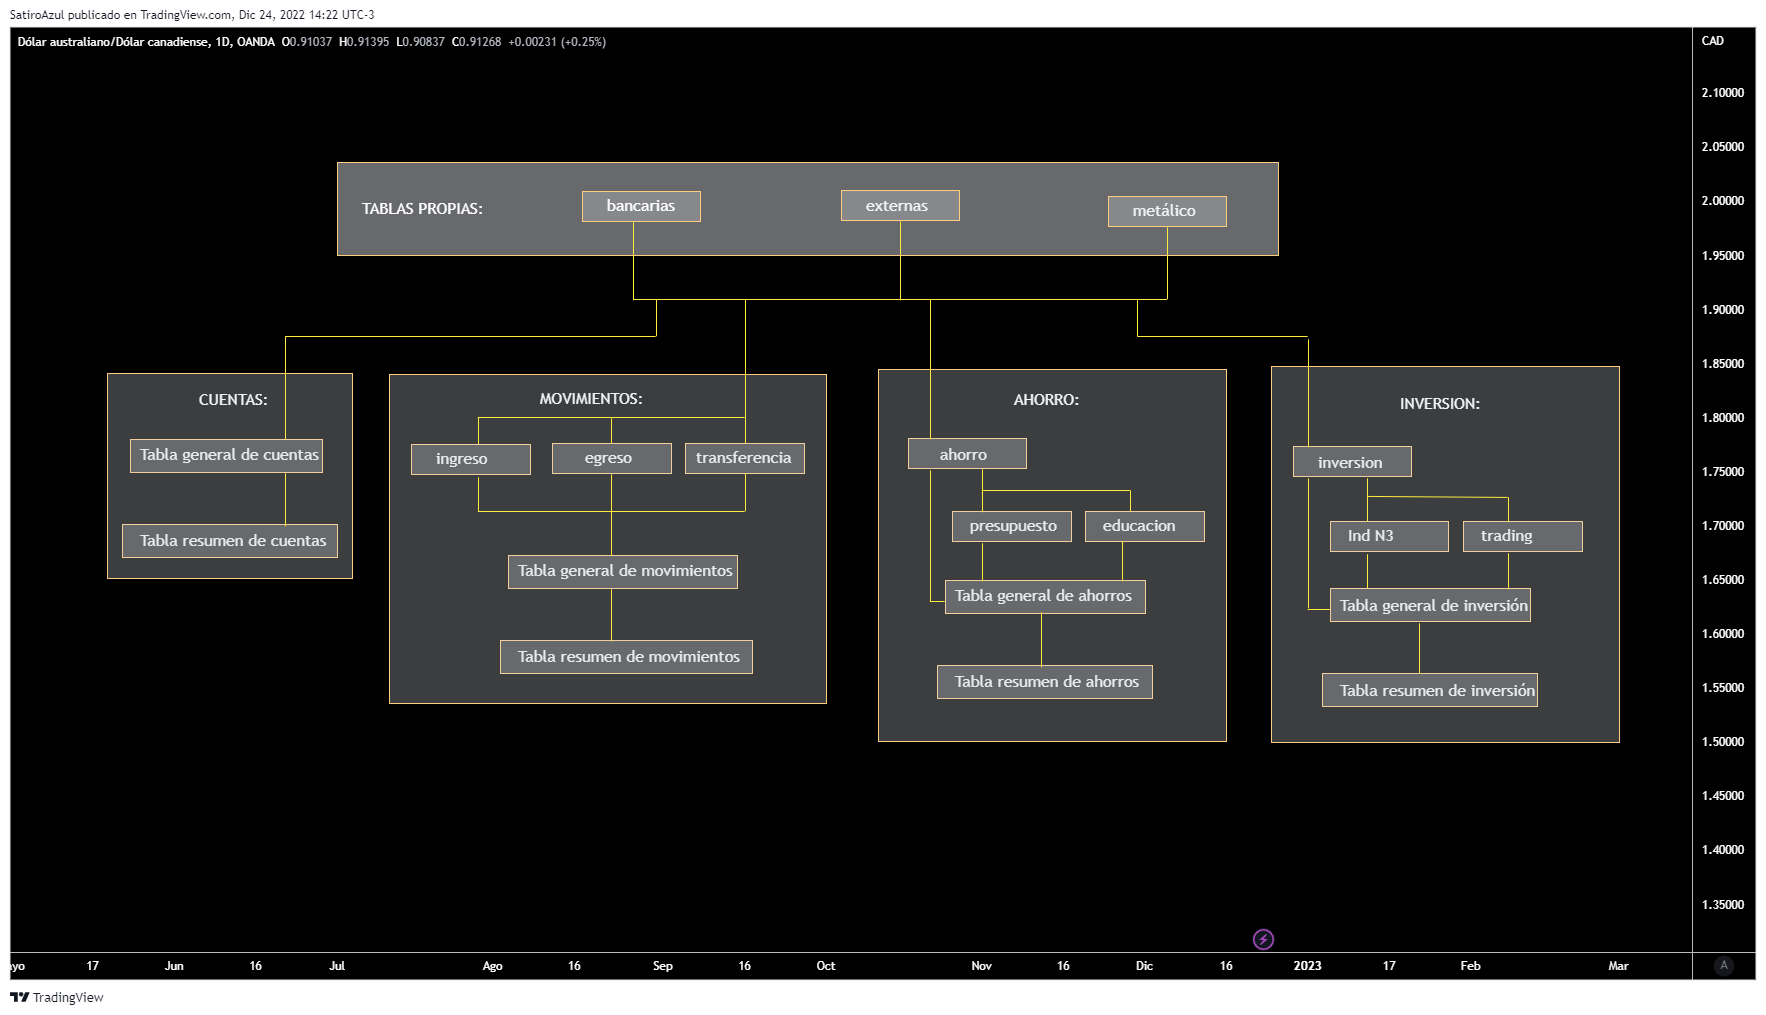 SatiroAzul publicado en TradingView.com, Dic 24, 2022 14:22 UTC-3
Dólar australiano/Dólar canadiense, 1D, OANDA O0.91037 H0.91395 L0.90837 C0.91268 +0.00231 (+0.25%)
CAD
2.10000
2.05000
2.00000
1.95000
1.90000
1.85000
1.80000
1.75000
1.70000
1.65000
1.60000
1.55000
1.50000
1.45000
1.40000
1.35000
TABLAS PROPIAS:
bancarias
externas
metálico
CUENTAS:
Tabla general de cuentas
Tabla resumen de cuentas
MOVIMIENTOS:
ingreso
egreso
transferencia
Tabla general de movimientos
Tabla resumen de movimientos
AHORRO:
ahorro
presupuesto
educacion
Tabla general de ahorros
Tabla resumen de ahorros
INVERSION:
inversion
Ind N3
trading
Tabla general de inversión
Tabla resumen de inversión
yo 17 Jun 16 Jul Ago 16 Sep 16 Oct Nov 16 Dic 16 2023 17 Feb Mar
A
TradingView